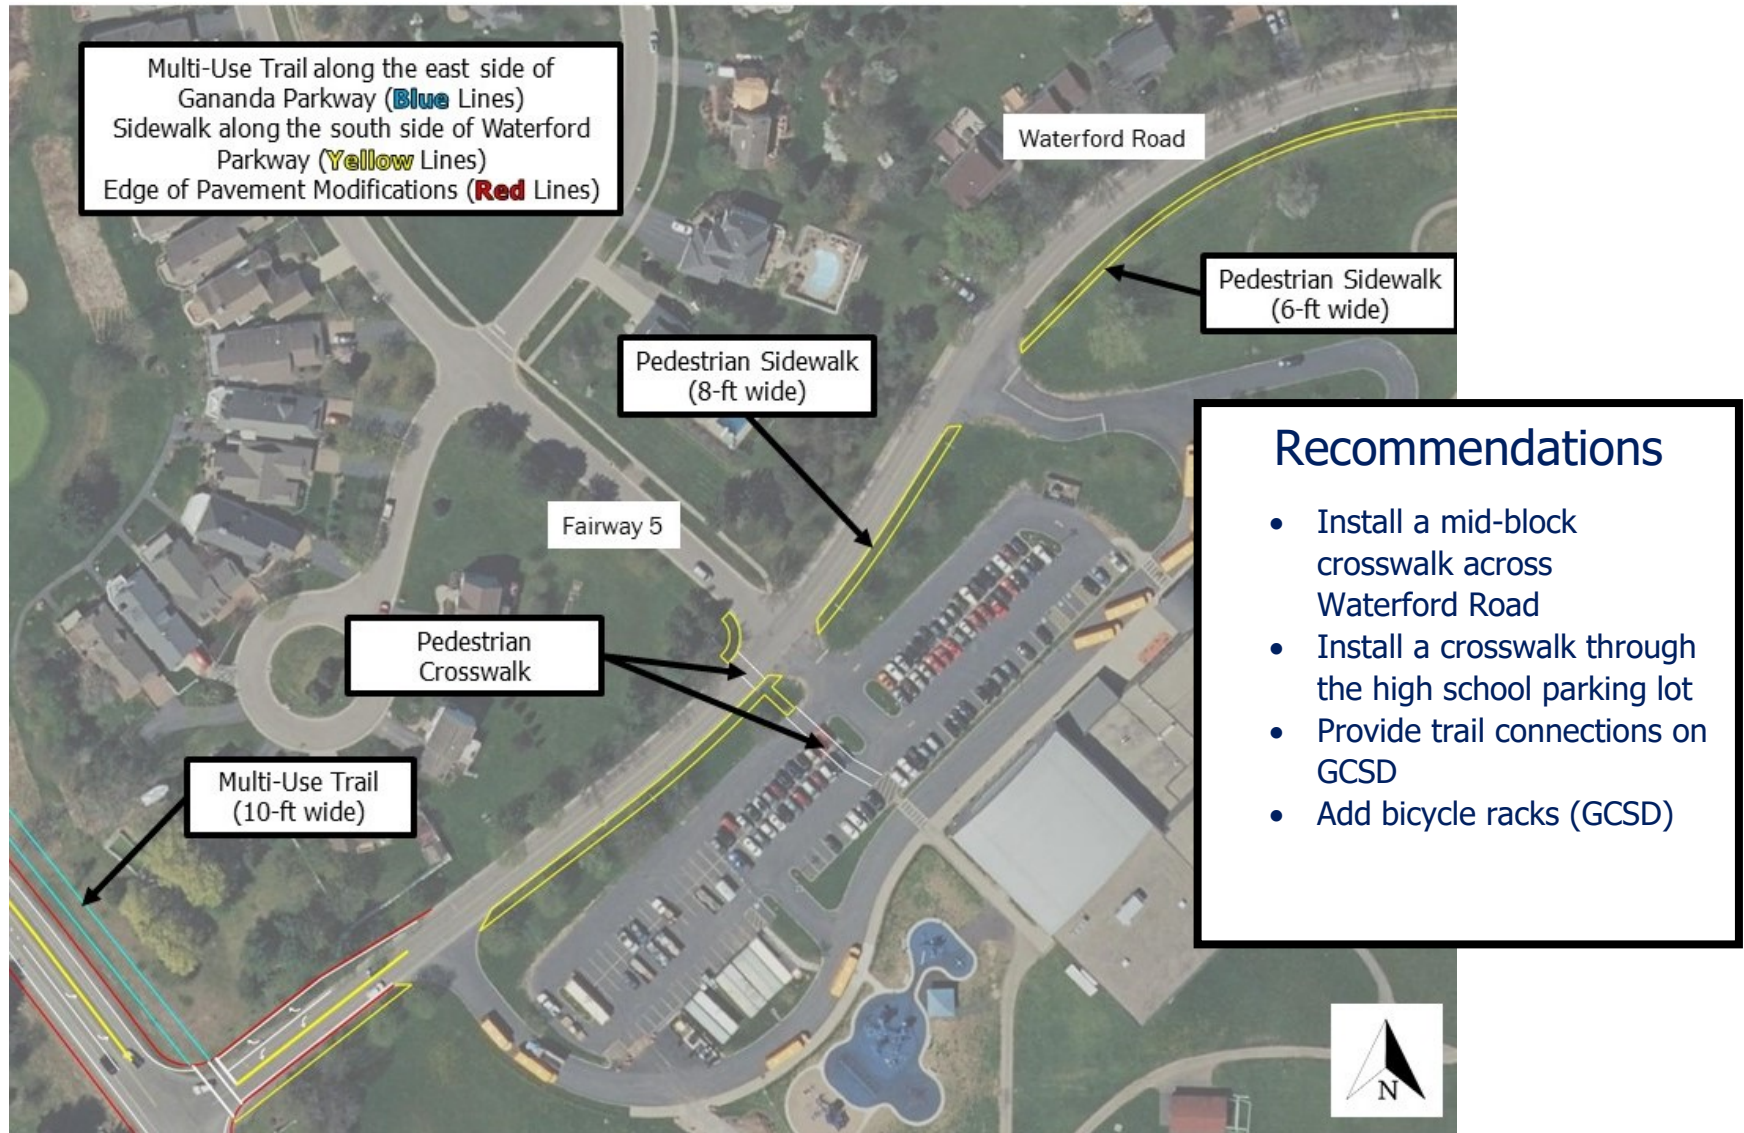 Multi-Use Trail along the east side of
Gananda Parkway (Blue Lines)
Sidewalk along the south side of Waterford
Parkway (Yellow Lines)
Edge of Pavement Modifications (Red Lines)
Waterford Road
Pedestrian Sidewalk
(6-ft wide)
Pedestrian Sidewalk
(8-ft wide)
Fairway 5
Pedestrian
Crosswalk
Multi-Use Trail
(10-ft wide)
Recommendations
• Install a mid-block
crosswalk across
Waterford Road
• Install a crosswalk through
the high school parking lot
• Provide trail connections on
GCSD
• Add bicycle racks (GCSD)
N